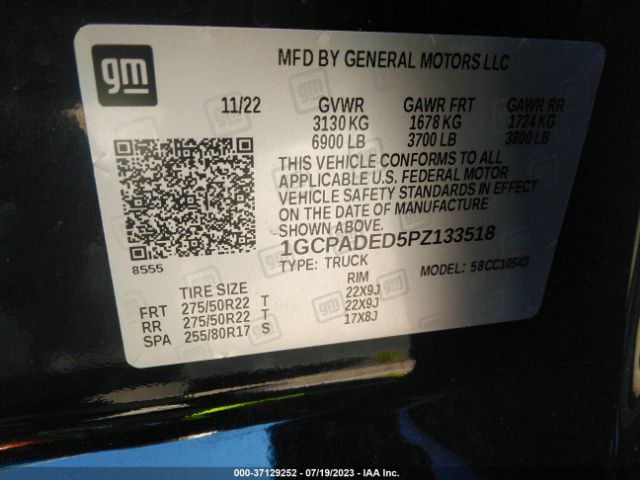 gm
MFD BY GENERAL MOTORS LLC
11/22 GVWR GAWR FRT GAWR RR
3130 KG 1678 KG 1724 KG
6900 LB 3700 LB 3800 LB
THIS VEHICLE CONFORMS TO ALL
APPLICABLE U.S. FEDERAL MOTOR
VEHICLE SAFETY STANDARDS IN EFFECT
ON THE DATE OF MANUFACTURE
SHOWN ABOVE.
1GCPADED5PZ133518
8555
TYPE: TRUCK MODEL: 58CC10543
TIRE SIZE RIM
FRT 275/50R22 T 22X9J
RR 275/50R22 T 22X9J
SPA 255/80R17 S 17X8J
000-37129252 - 07/19/2023 - IAA Inc.